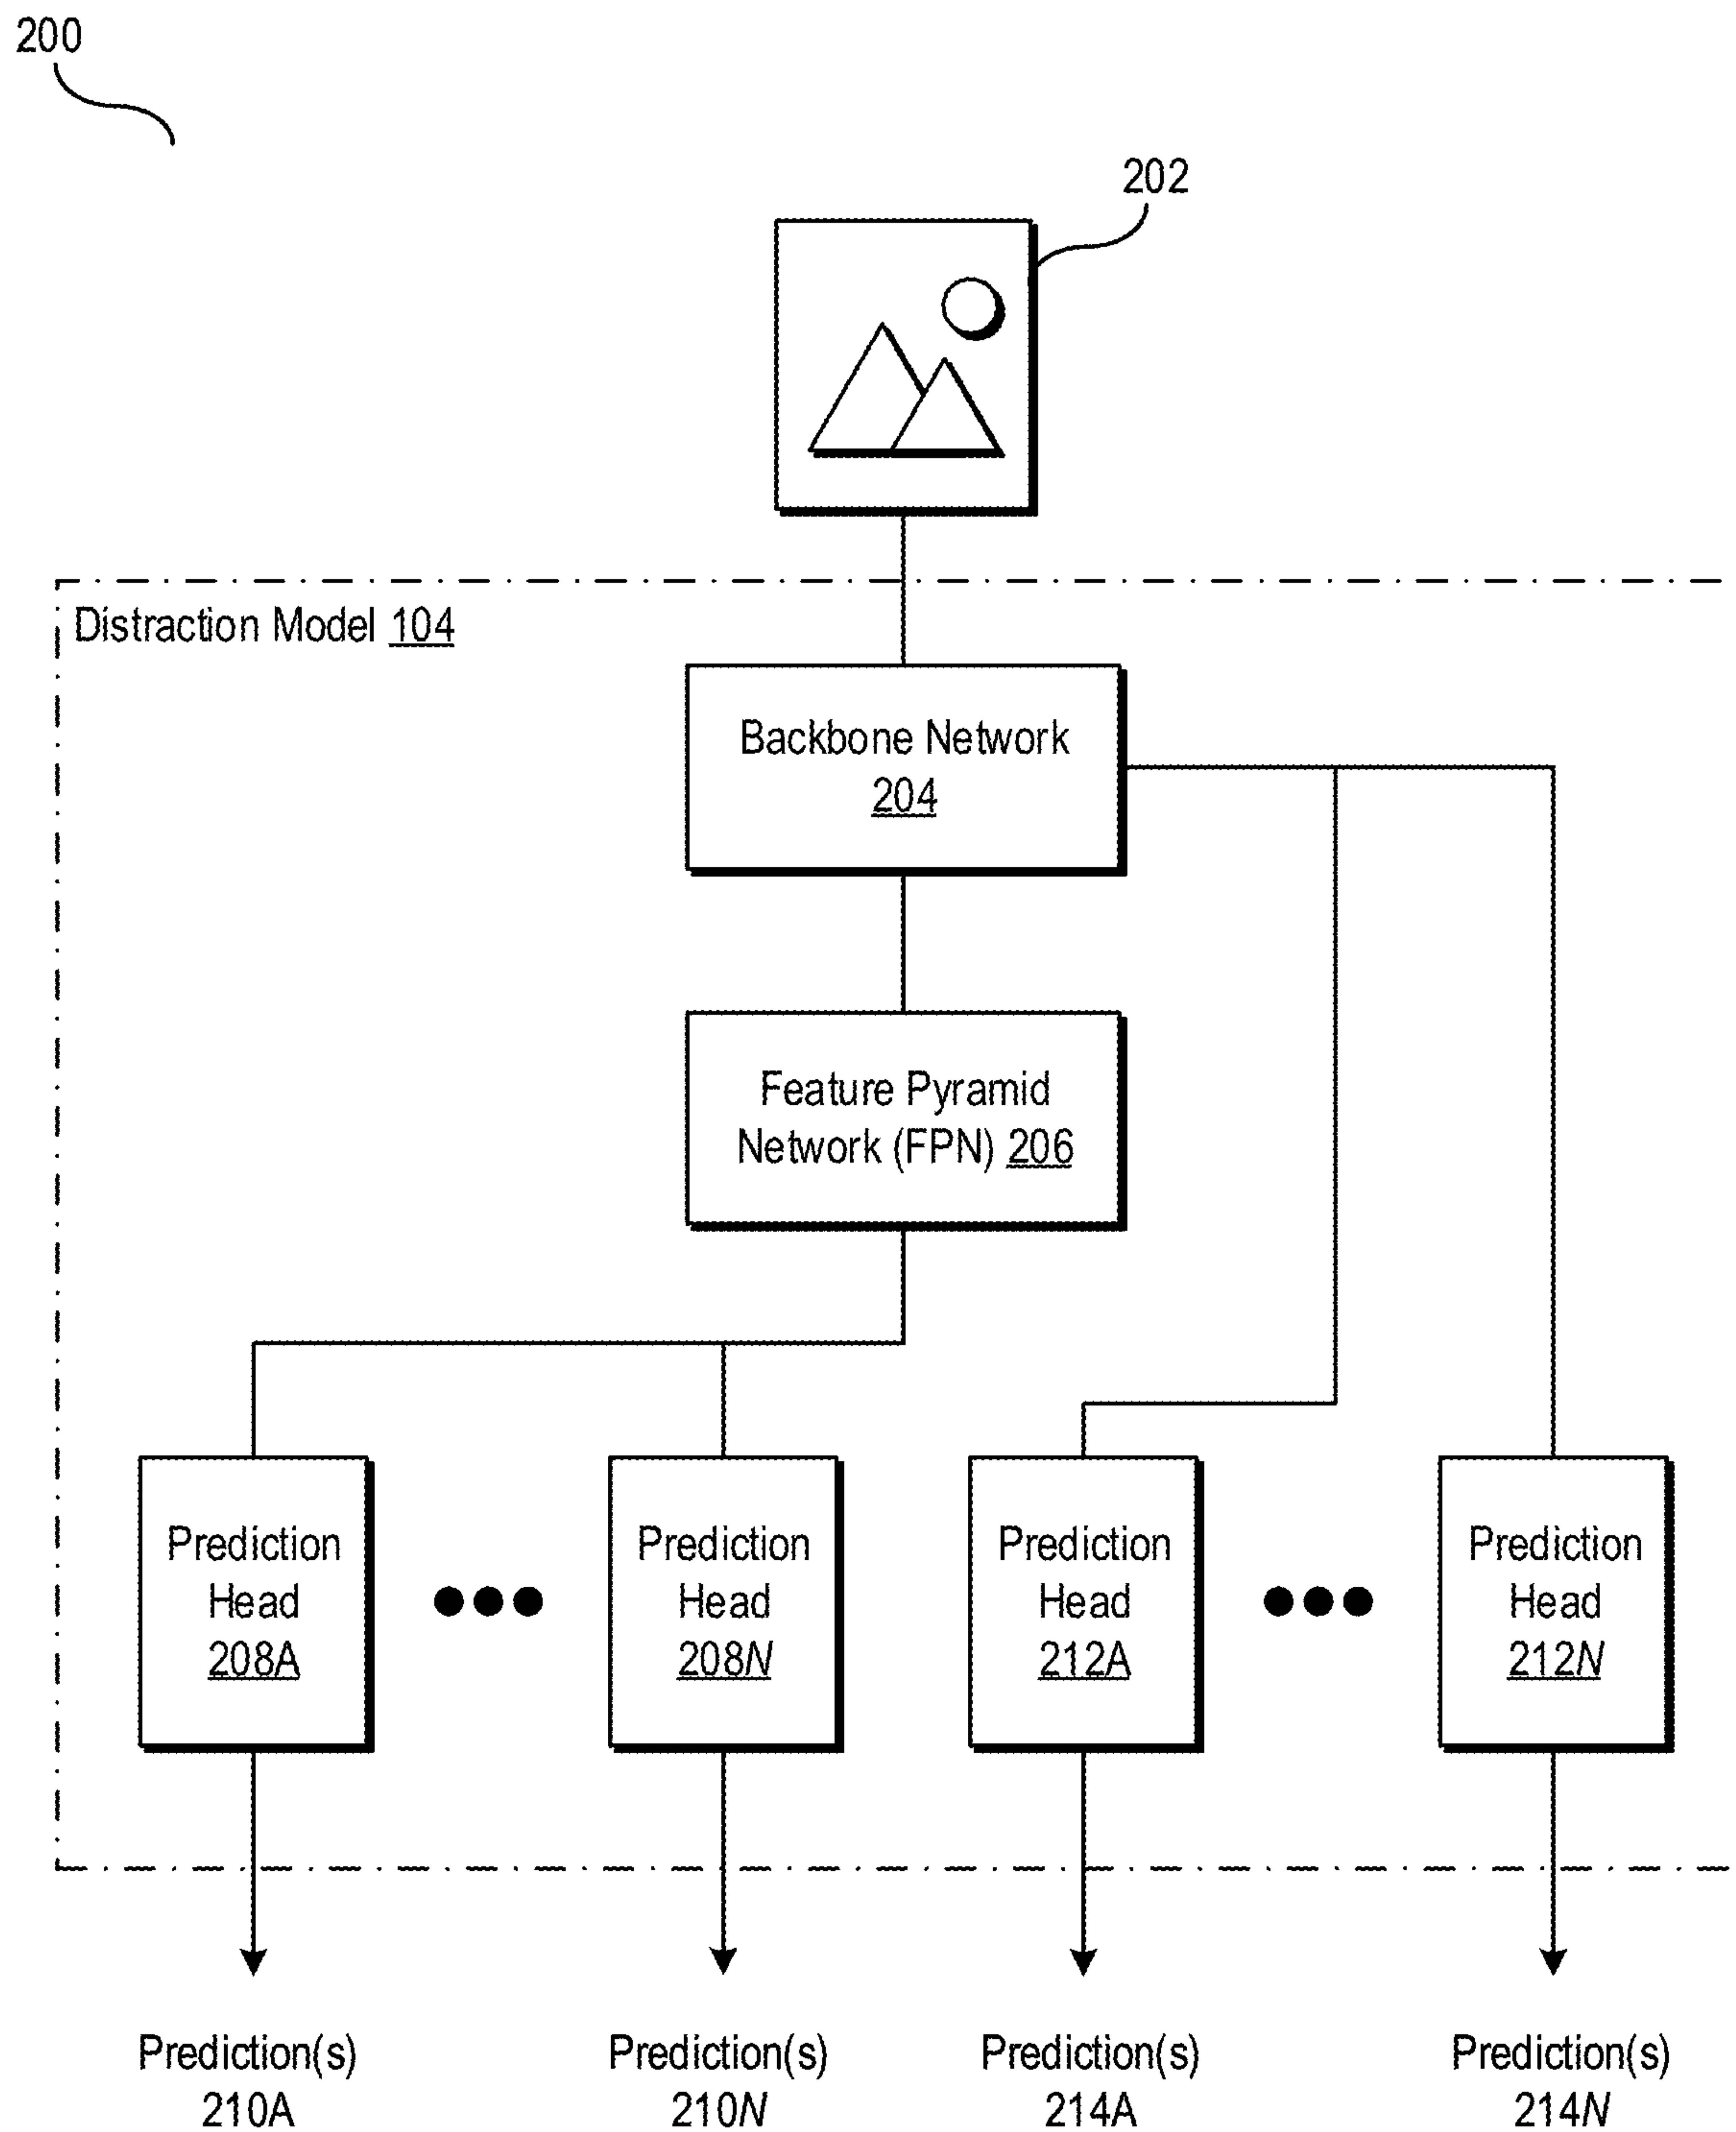 200
202
Distraction Model 104
Backbone Network
204
Feature Pyramid
Network (FPN) 206
Prediction
Head
208A
Prediction
Head
208N
Prediction
Head
212A
Prediction
Head
212N
Prediction(s)
210A
Prediction(s)
210N
Prediction(s)
214A
Prediction(s)
214N